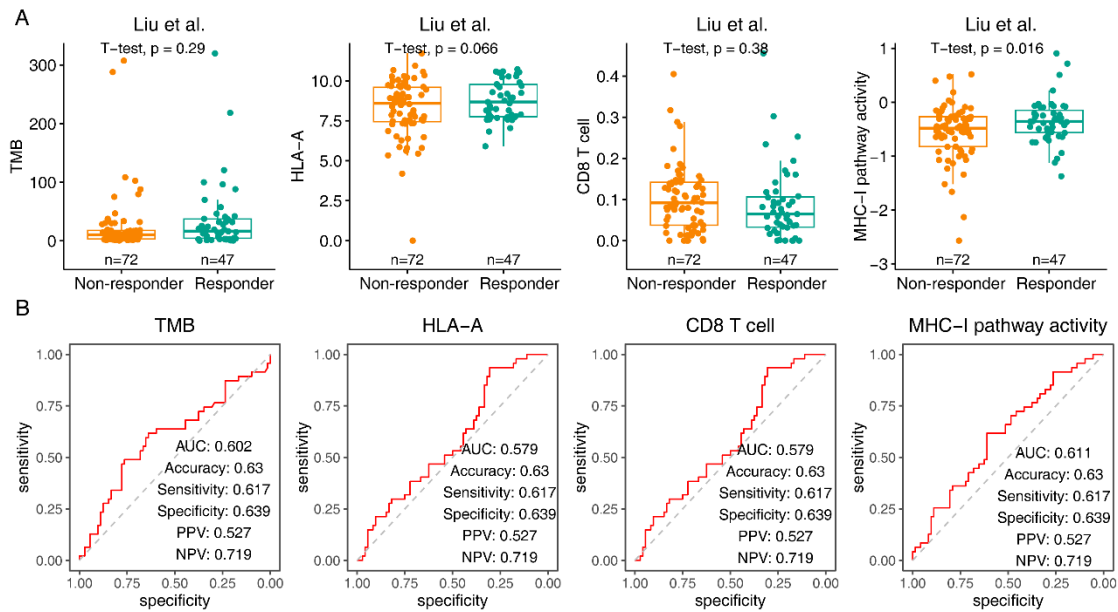 A
Liu et al.
T-test, p = 0.29
TMB
300
200
100
0
n=72
n=47
Non-responder
Responder
Liu et al.
T-test, p = 0.066
HLA-A
10.0
7.5
5.0
2.5
0.0
n=72
n=47
Non-responder
Responder
Liu et al.
T-test, p = 0.38
CD8 T cell
0.4
0.3
0.2
0.1
0.0
n=72
n=47
Non-responder
Responder
Liu et al.
T-test, p = 0.016
MHC-I pathway activity
1
0
−1
−2
−3
n=72
n=47
Non-responder
Responder
B
TMB
sensitivity
1.00
0.75
0.50
0.25
0.00
AUC: 0.602
Accuracy: 0.63
Sensitivity: 0.617
Specificity: 0.639
PPV: 0.527
NPV: 0.719
1.00 0.75 0.50 0.25 0.00
specificity
HLA-A
sensitivity
1.00
0.75
0.50
0.25
0.00
AUC: 0.579
Accuracy: 0.63
Sensitivity: 0.617
Specificity: 0.639
PPV: 0.527
NPV: 0.719
1.00 0.75 0.50 0.25 0.00
specificity
CD8 T cell
sensitivity
1.00
0.75
0.50
0.25
0.00
AUC: 0.579
Accuracy: 0.63
Sensitivity: 0.617
Specificity: 0.639
PPV: 0.527
NPV: 0.719
1.00 0.75 0.50 0.25 0.00
specificity
MHC-I pathway activity
sensitivity
1.00
0.75
0.50
0.25
0.00
AUC: 0.611
Accuracy: 0.63
Sensitivity: 0.617
Specificity: 0.639
PPV: 0.527
NPV: 0.719
1.00 0.75 0.50 0.25 0.00
specificity